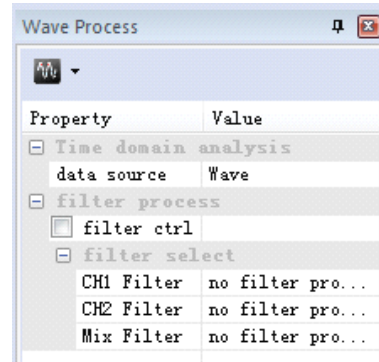 Wave Process
Property Value
Time domain analysis
data source Wave
filter process
filter ctrl
filter select
CH1 Filter no filter pro...
CH2 Filter no filter pro...
Mix Filter no filter pro...